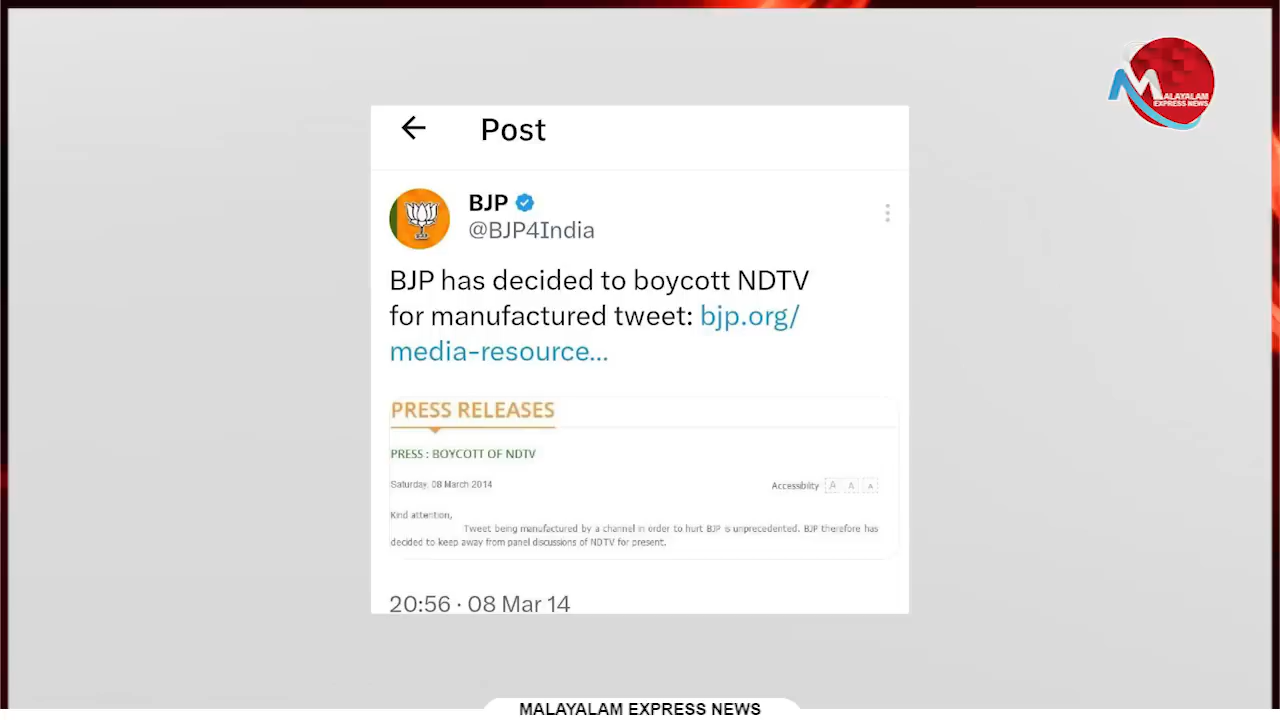 MALAYALAM
EXPRESS NEWS
Post
BJP
@BJP4India
BJP has decided to boycott NDTV
for manufactured tweet: bjp.org/
media-resource...
PRESS RELEASES
PRESS : BOYCOTT OF NDTV
Saturday, 08 March 2014
Accessibility A A A
Kind attention,
Tweet being manufactured by a channel in order to hurt BJP is unprecedented. BJP therefore has
decided to keep away from panel discussions of NDTV for present.
20:56 · 08 Mar 14
MALAYALAM EXPRESS NEWS